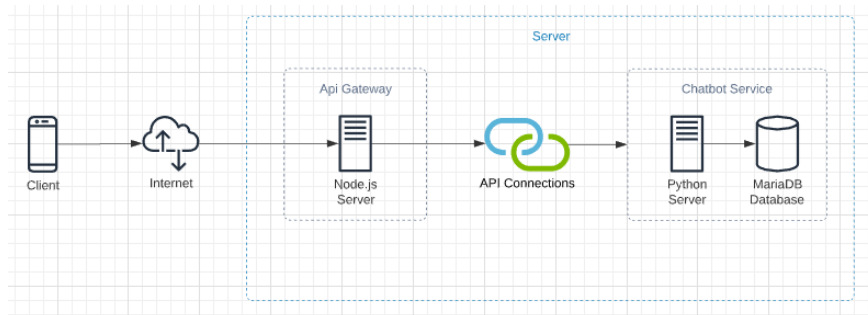 Server
Api Gateway
Chatbot Service
Client
Internet
Node.js
Server
API Connections
Python
Server
MariaDB
Database